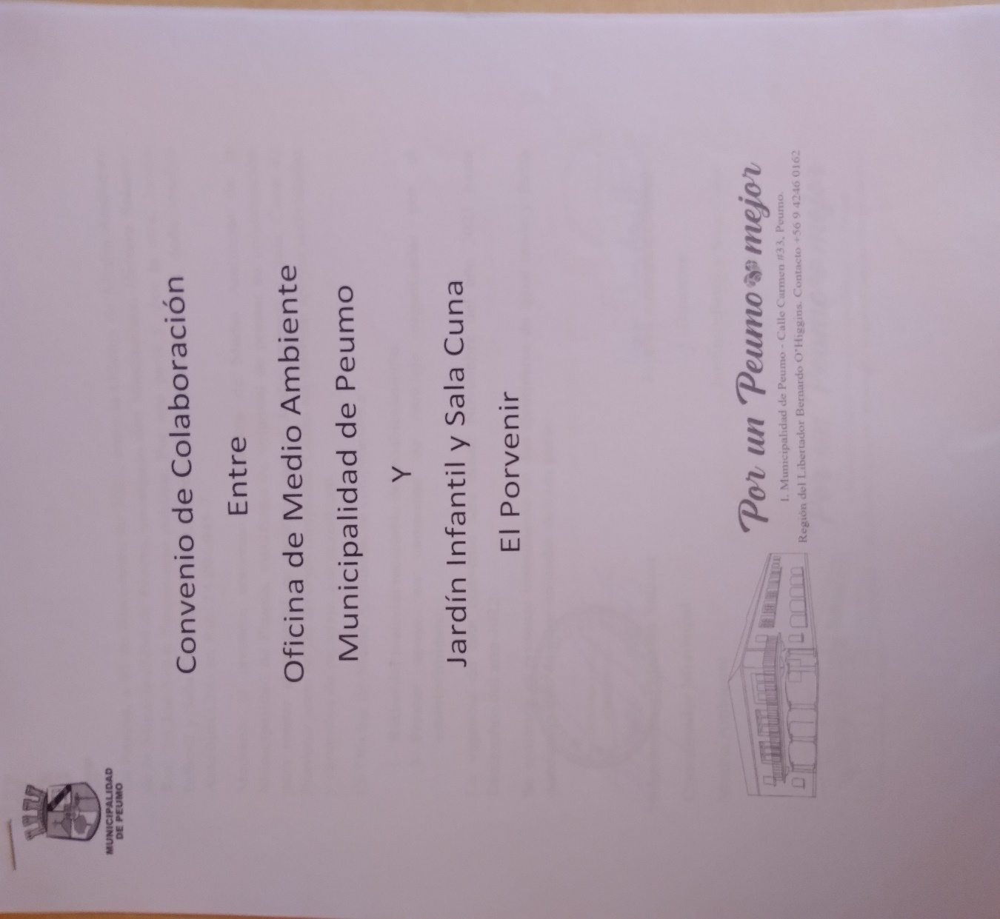 MUNICIPALIDAD
DE PEUMO
Convenio de Colaboración
Entre
Oficina de Medio Ambiente
Municipalidad de Peumo
Y
Jardín Infantil y Sala Cuna
El Porvenir
Por un Peumo mejor
I. Municipalidad de Peumo - Calle Carmen #33, Peumo.
Región del Libertador Bernardo O'Higgins. Contacto +56 9 4246 0162